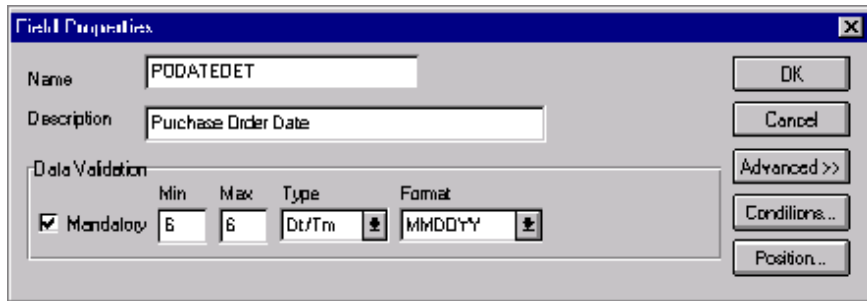 Field Properties
Name PODATEDET OK
Description Purchase Order Date Cancel
Data Validation Advanced >>
Min Max Type Format
Mandatory 6 6 Dt/Tm MMDDYY Conditions...
Position...